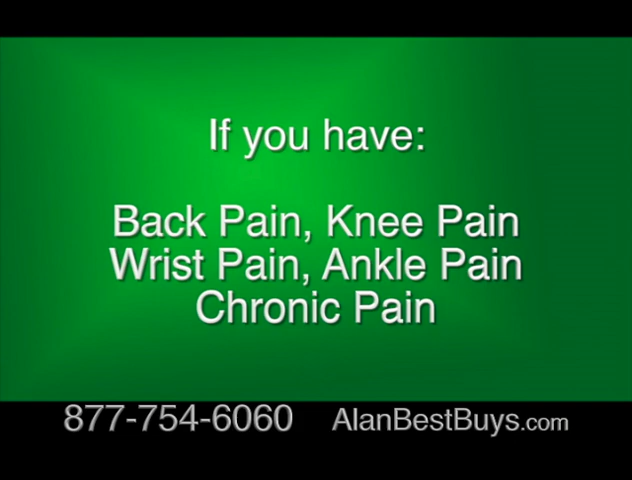 If you have:
Back Pain, Knee Pain
Wrist Pain, Ankle Pain
Chronic Pain
877-754-6060 AlanBestBuys.com